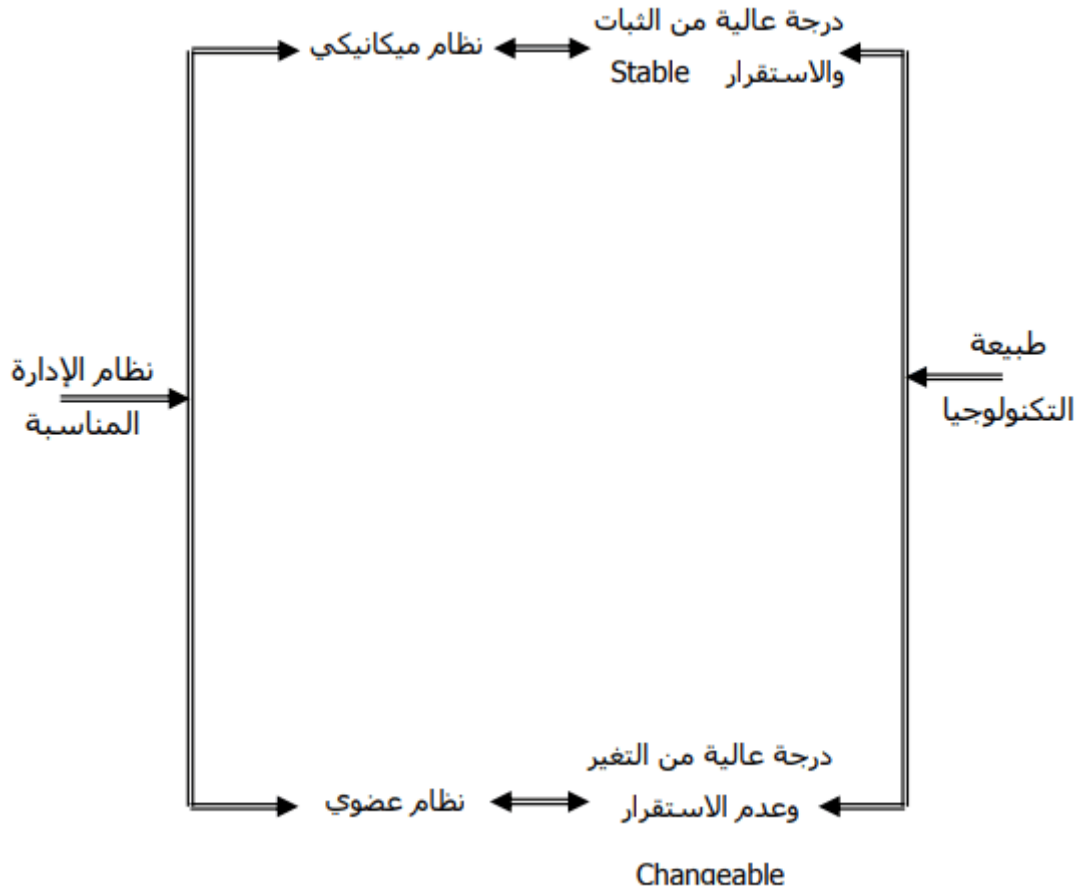 درجة عالية من الثبات
والاستقرار Stable
نظام ميكانيكي
طبيعة
التكنولوجيا
نظام الإدارة
المناسبة
درجة عالية من التغير
وعدم الاستقرار
Changeable
نظام عضوي